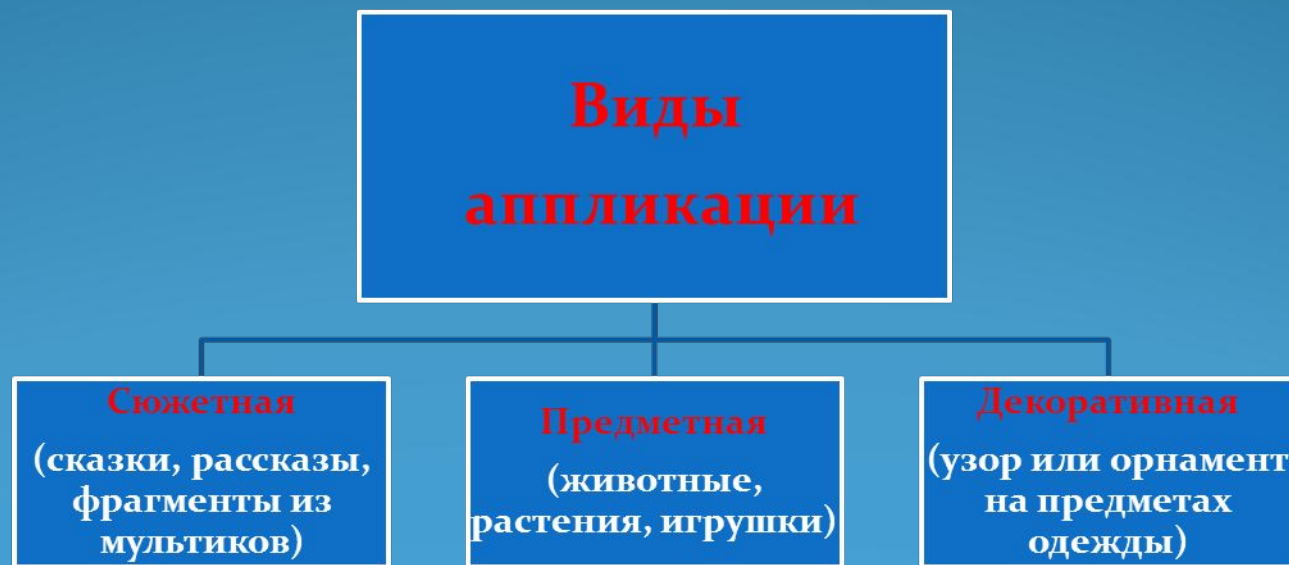 Виды
аппликации
Сюжетная
(сказки, рассказы,
фрагменты из
мультиков)
Предметная
(животные,
растения, игрушки)
Декоративная
(узор или орнамент
на предметах
одежды)